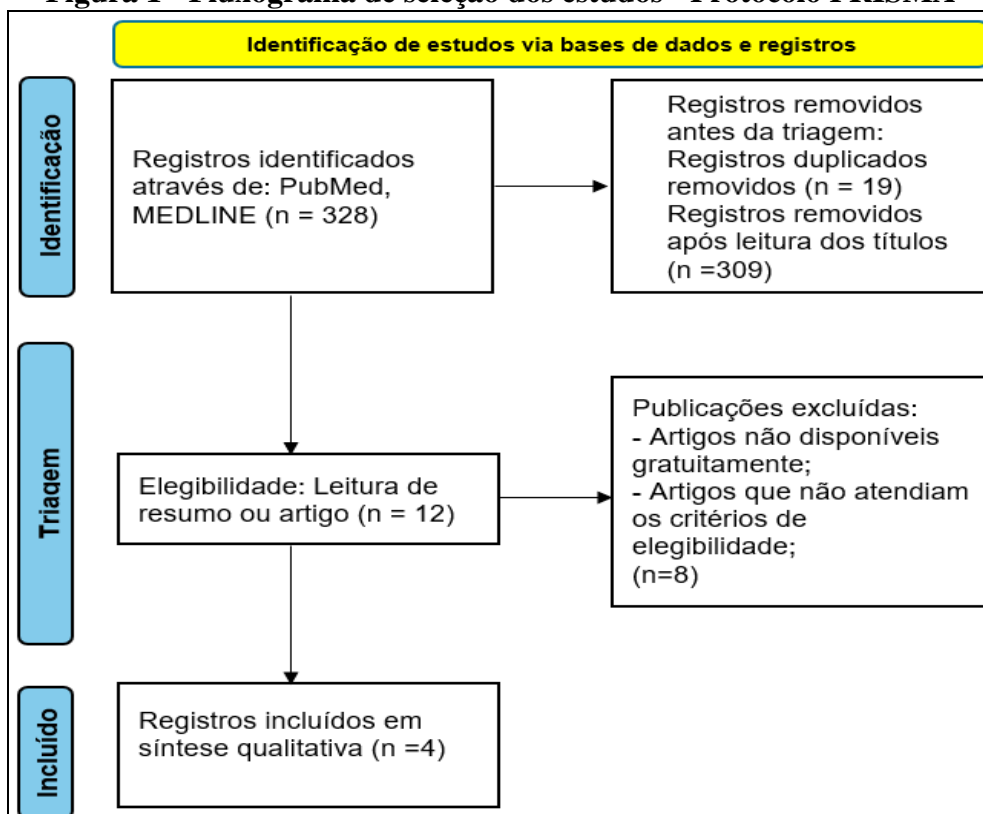 Identificação de estudos via bases de dados e registros
Identificação
Registros identificados
através de: PubMed,
MEDLINE (n = 328)
Registros removidos
antes da triagem:
Registros duplicados
removidos (n = 19)
Registros removidos
após leitura dos títulos
(n =309)
Triagem
Elegibilidade: Leitura de
resumo ou artigo (n = 12)
Publicações excluídas:
- Artigos não disponíveis
gratuitamente;
- Artigos que não atendiam
os critérios de
elegibilidade;
(n=8)
Incluído
Registros incluídos em
síntese qualitativa (n =4)